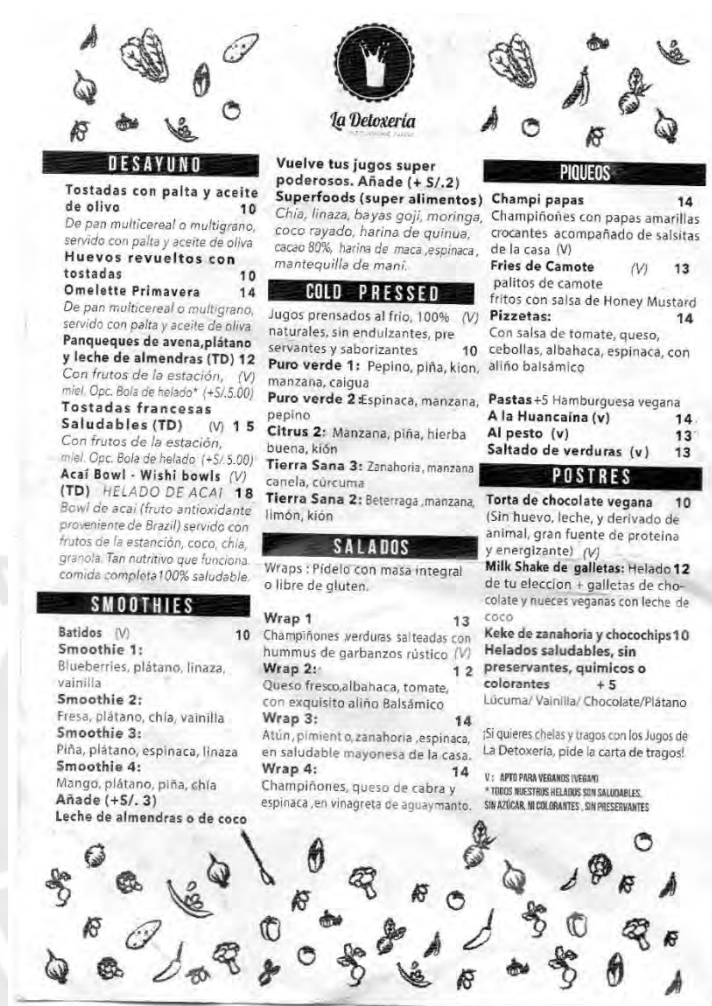 La Detoxería
DESAYUNO
Tostadas con palta y aceite
de olivo 10
De pan multicereal o multigrano,
servido con palta y aceite de oliva
Huevos revueltos con
tostadas 10
Omelette Primavera 14
De pan multicereal o multigrano,
servido con palta y aceite de oliva
Panqueques de avena,plátano
y leche de almendras (TD) 12
Con frutos de la estación, (V)
miel. Opc. Bola de helado* (+S/.5.00)
Tostadas francesas
Saludables (TD) (V) 1 5
Con frutos de la estación,
miel. Opc. Bola de helado (+S/.5.00)
Acaí Bowl - Wishi bowls (V)
(TD) HELADO DE ACAI 18
Bowl de acai (fruto antioxidante
proveniente de Brazil) servido con
frutos de la estanción, coco, chía,
granola. Tan nutritivo que funciona
comida completa100% saludable.
SMOOTHIES
Batidos (V) 10
Smoothie 1:
Blueberries, plátano, linaza,
vainilla
Smoothie 2:
Fresa, plátano, chía, vainilla
Smoothie 3:
Piña, plátano, espinaca, linaza
Smoothie 4:
Mango, plátano, piña, chía
Añade (+S/. 3)
Leche de almendras o de coco
Vuelve tus jugos super
poderosos. Añade (+ S/.2)
Superfoods (super alimentos)
Chía, linaza, bayas goji, moringa,
coco rayado, harina de quinua,
cacao 80%, harina de maca ,espinaca,
mantequilla de maní.
COLD PRESSED
Jugos prensados al frío, 100% (V)
naturales, sin endulzantes, pre
servantes y saborizantes 10
Puro verde 1: Pepino, piña, kion,
manzana, caigua
Puro verde 2:Espinaca, manzana,
pepino
Citrus 2: Manzana, piña, hierba
buena, kión
Tierra Sana 3: Zanahoria, manzana
canela, cúrcuma
Tierra Sana 2: Beterraga ,manzana,
limón, kión
SALADOS
Wraps : Pídelo con masa integral
o libre de gluten.
Wrap 1 13
Champiñones ,verduras salteadas con
hummus de garbanzos rústico (V)
Wrap 2: 1 2
Queso fresco,albahaca, tomate,
con exquisito aliño Balsámico
Wrap 3: 14
Atún, pimiento, zanahoria ,espinaca,
en saludable mayonesa de la casa.
Wrap 4: 14
Champiñones, queso de cabra y
espinaca ,en vinagreta de aguaymanto.
PIQUEOS
Champi papas 14
Champiñones con papas amarillas
crocantes acompañado de salsitas
de la casa (V)
Fries de Camote (V) 13
palitos de camote
fritos con salsa de Honey Mustard
Pizzetas: 14
Con salsa de tomate, queso,
cebollas, albahaca, espinaca, con
aliño balsámico
Pastas+5 Hamburguesa vegana
A la Huancaína (v) 14
Al pesto (v) 13
Saltado de verduras (v) 13
POSTRES
Torta de chocolate vegana 10
(Sin huevo, leche, y derivado de
animal, gran fuente de proteina
y energizante) (V)
Milk Shake de galletas: Helado 12
de tu eleccion + galletas de cho-
colate y nueces veganas con leche de
coco
Keke de zanahoria y chocochips10
Helados saludables, sin
preservantes, quimicos o
colorantes + 5
Lúcuma/ Vainilla/ Chocolate/Plátano
¡Si quieres chelas y tragos con los Jugos de
La Detoxería, pide la carta de tragos!
V : APTO PARA VEGANOS (VEGAN)
* TODOS NUESTROS HELADOS SON SALUDABLES,
SIN AZÚCAR, NI COLORANTES , SIN PRESERVANTES